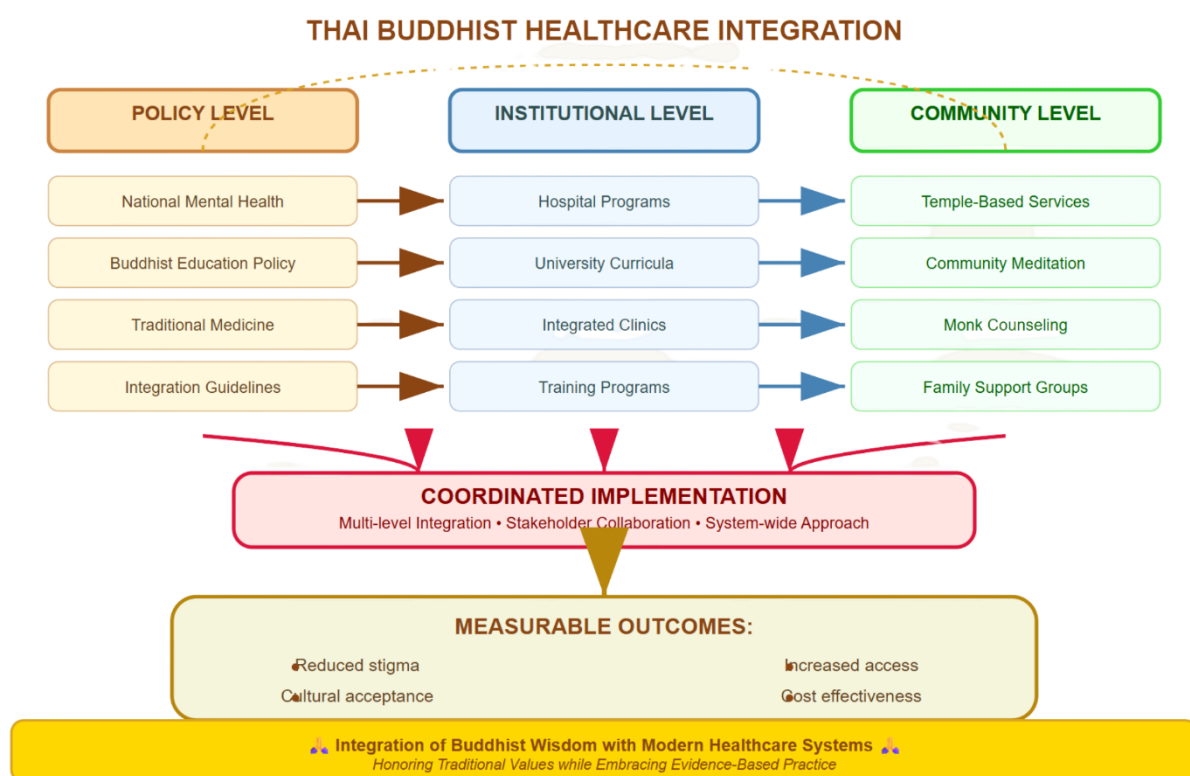 THAI BUDDHIST HEALTHCARE INTEGRATION
POLICY LEVEL
INSTITUTIONAL LEVEL
COMMUNITY LEVEL
National Mental Health
Hospital Programs
Temple-Based Services
Buddhist Education Policy
University Curricula
Community Meditation
Traditional Medicine
Integrated Clinics
Monk Counseling
Integration Guidelines
Training Programs
Family Support Groups
COORDINATED IMPLEMENTATION
Multi-level Integration • Stakeholder Collaboration • System-wide Approach
MEASURABLE OUTCOMES:
Reduced stigma
Increased access
Cultural acceptance
Cost effectiveness
🙏 Integration of Buddhist Wisdom with Modern Healthcare Systems 🙏
Honoring Traditional Values while Embracing Evidence-Based Practice